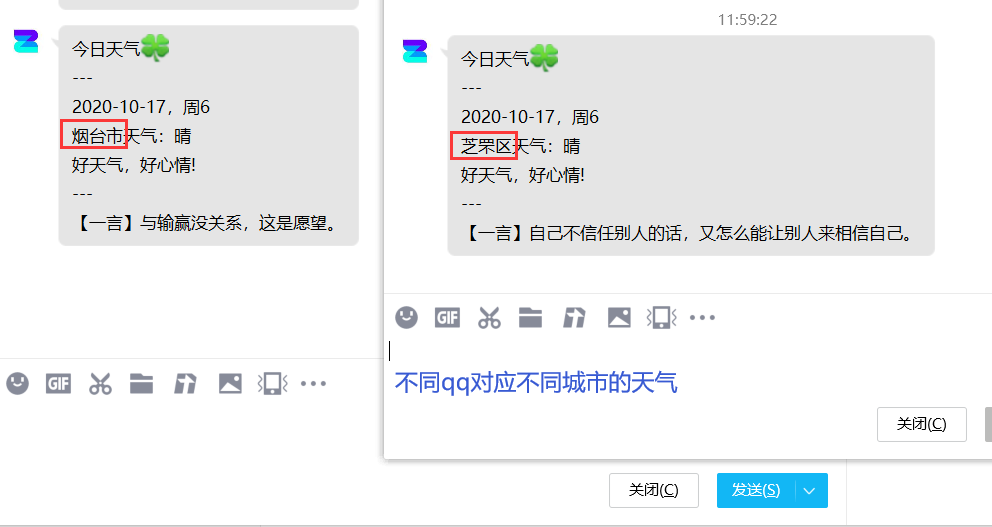 今日天气
---
2020-10-17，周6
烟台市天气：晴
好天气，好心情!
---
【一言】与输赢没关系，这是愿望。
GIF
关闭(C)
发送(S)
11:59:22
今日天气
---
2020-10-17，周6
芝罘区天气：晴
好天气，好心情!
---
【一言】自己不信任别人的话，又怎么能让别人来相信自己。
GIF
不同qq对应不同城市的天气
关闭(C)